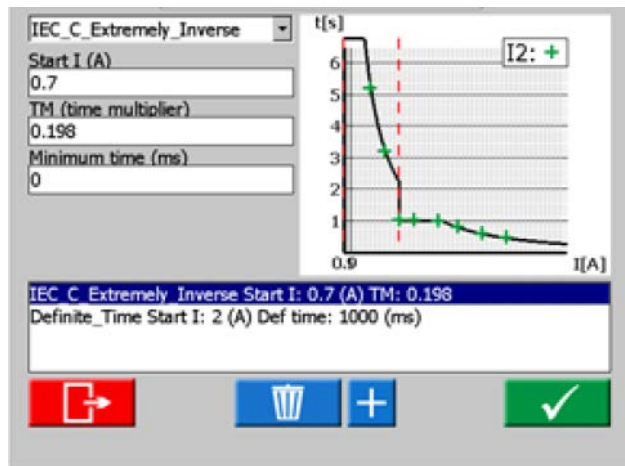 IEC_C_Extremely_Inverse
Start I (A)
0.7
TM (time multiplier)
0.198
Minimum time (ms)
0
t[s]
I2: +
6
5
4
3
2
1
0.9
I[A]
IEC_C_Extremely_Inverse Start I: 0.7 (A) TM: 0.198
Definite_Time Start I: 2 (A) Def time: 1000 (ms)